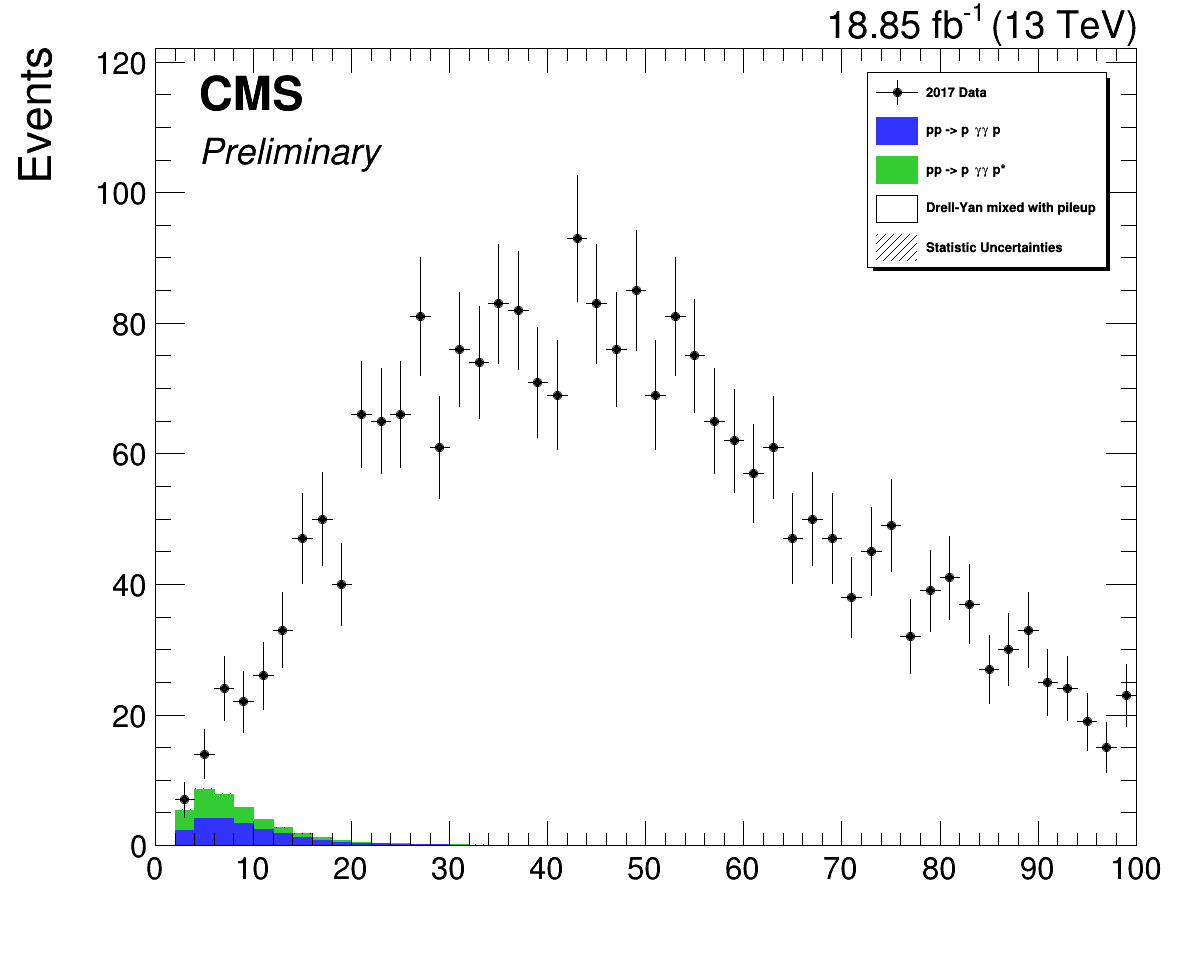 18.85 fb⁻¹ (13 TeV)
Events
CMS
Preliminary
2017 Data
pp -> p γγ p
pp -> p γγ p*
Drell-Yan mixed with pileup
Statistic Uncertainties
120
100
80
60
40
20
0
0 10 20 30 40 50 60 70 80 90 100